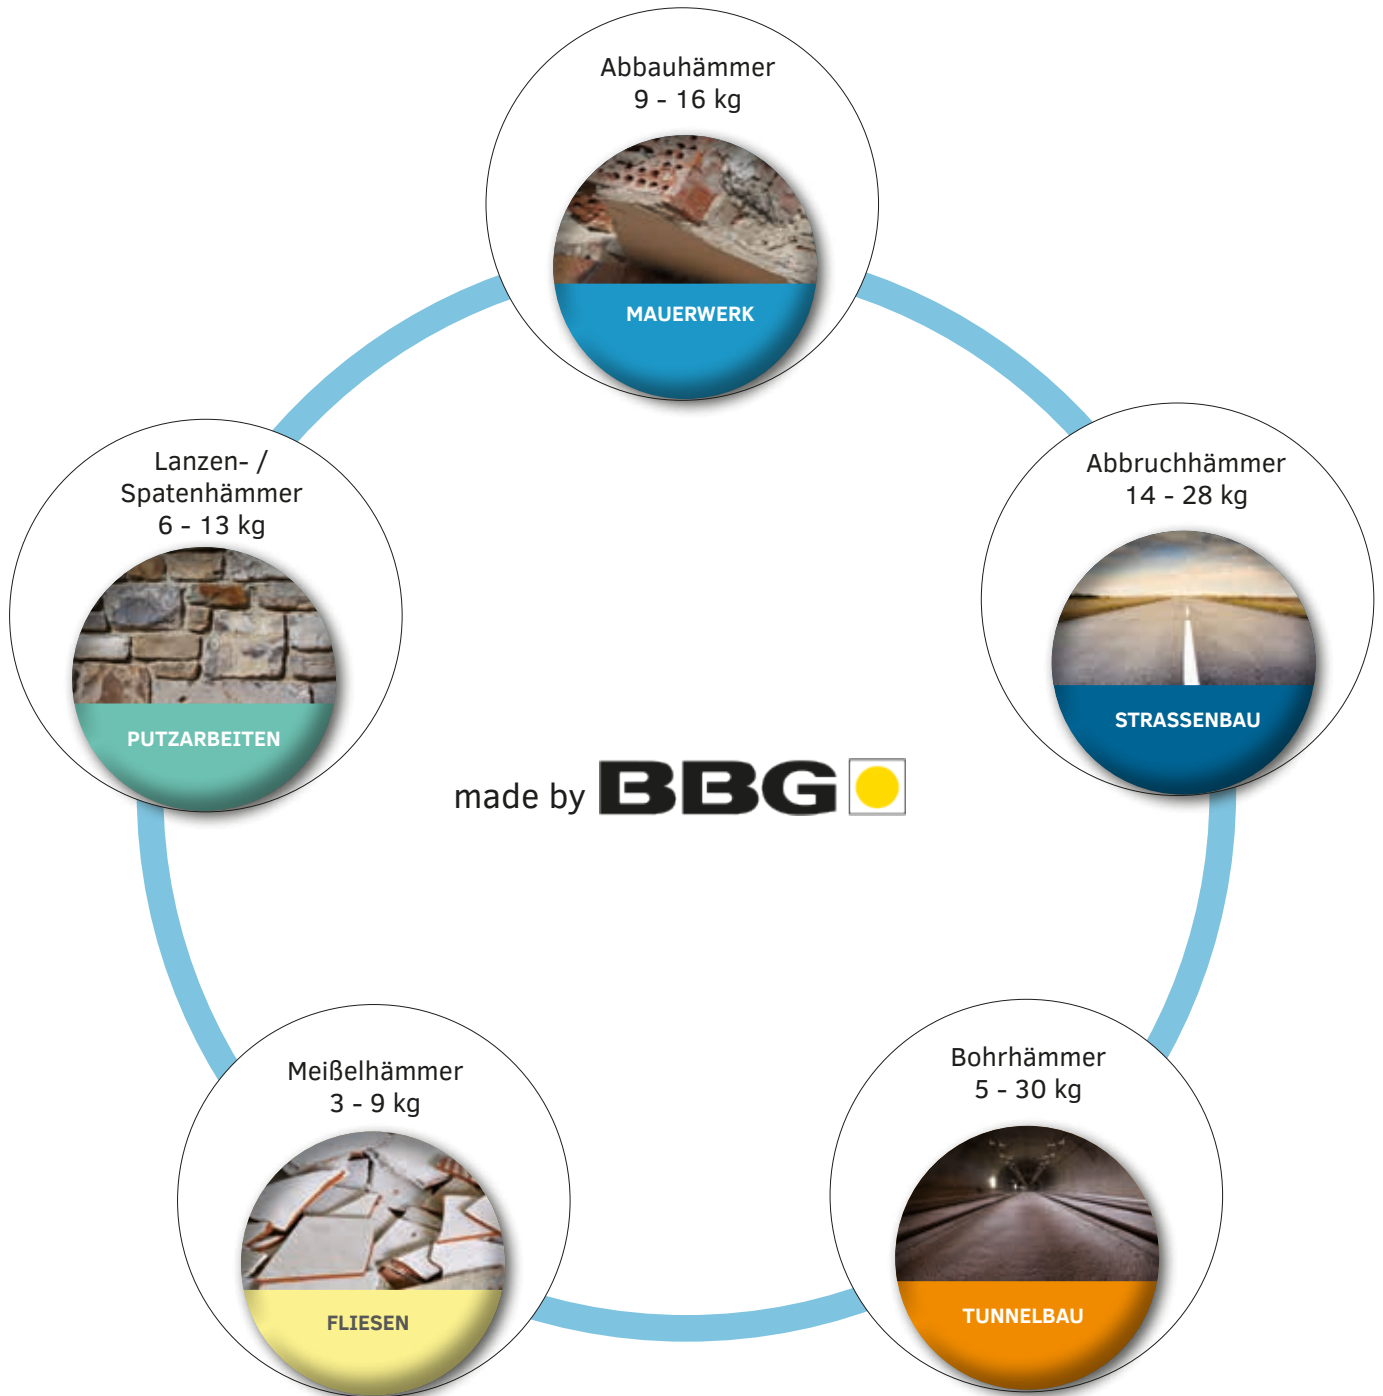 Abbauhämmer
9 - 16 kg
MAUERWERK
Lanzen- /
Spatenhämmer
6 - 13 kg
PUTZARBEITEN
Abbruchhämmer
14 - 28 kg
STRASSENBAU
made by BBG
Meißelhämmer
3 - 9 kg
FLIESEN
Bohrhämmer
5 - 30 kg
TUNNELBAU